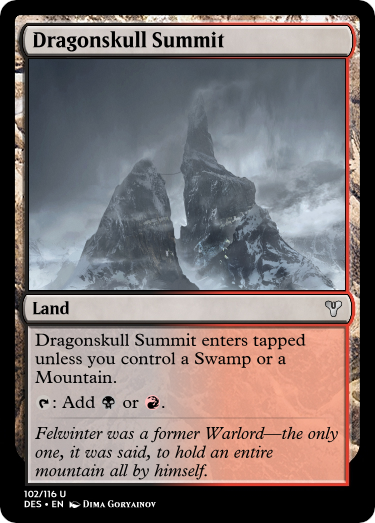 Dragonskull Summit
Land
Dragonskull Summit enters tapped
unless you control a Swamp or a
Mountain.
: Add or .
Felwinter was a former Warlord—the only
one, it was said, to hold an entire
mountain all by himself.
102/116 U
DES • EN Dima Goryainov